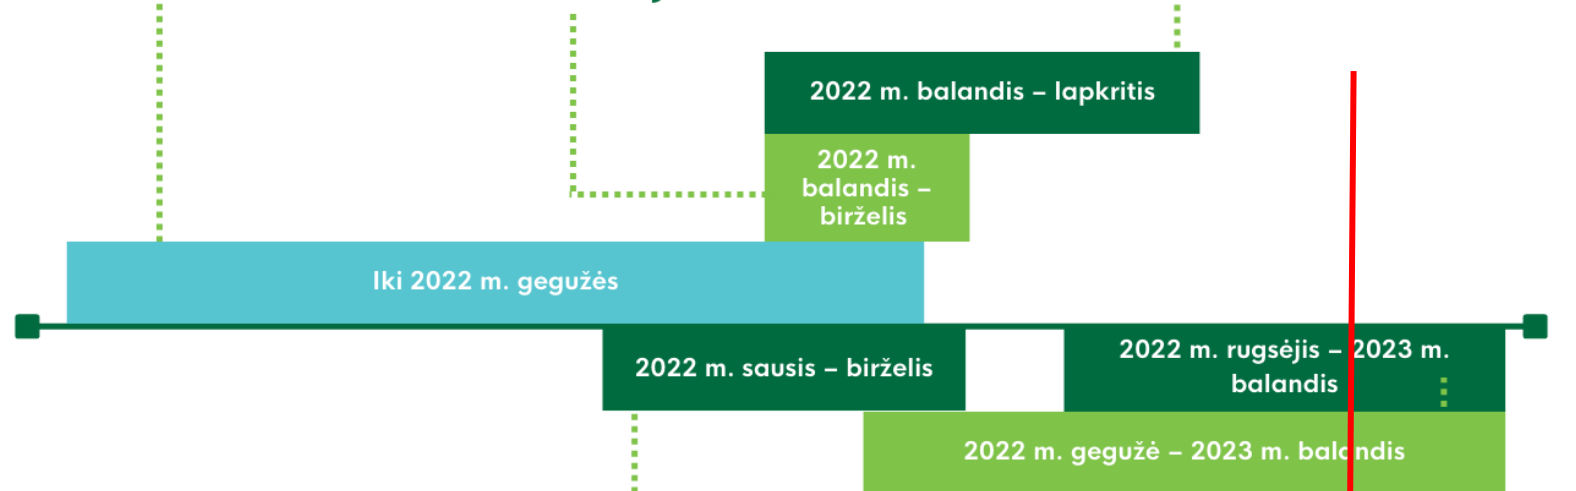 2022 m. balandis – lapkritis
2022 m.
balandis –
birželis
Iki 2022 m. gegužės
2022 m. sausis – birželis
2022 m. rugsėjis – 2023 m.
balandis
2022 m. gegužė – 2023 m. balandis